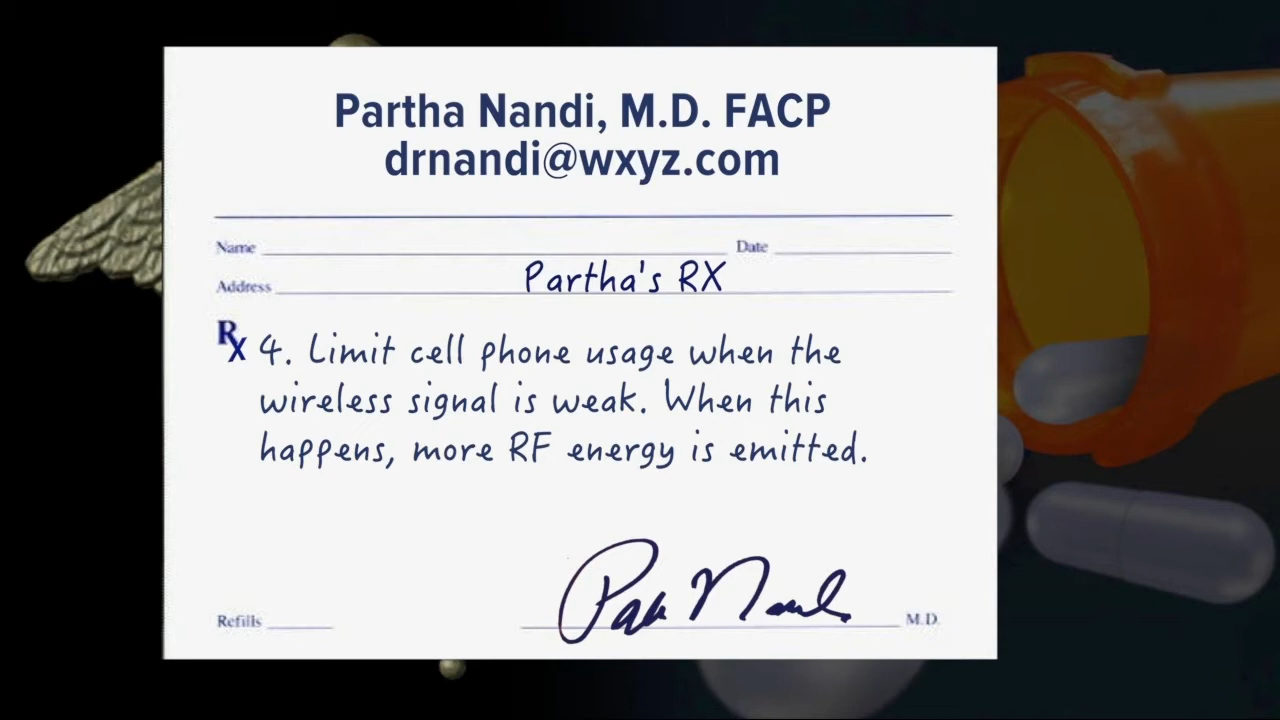 Partha Nandi, M.D. FACP
drnandi@wxyz.com
Name Date
Address Partha's RX
Rx 4. Limit cell phone usage when the
wireless signal is weak. When this
happens, more RF energy is emitted.
Refills M.D.